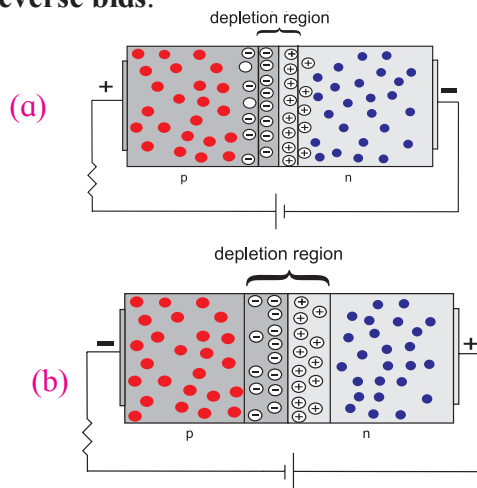 everse bias.
depletion region
+ −
(a)
p n
depletion region
− +
(b)
p n